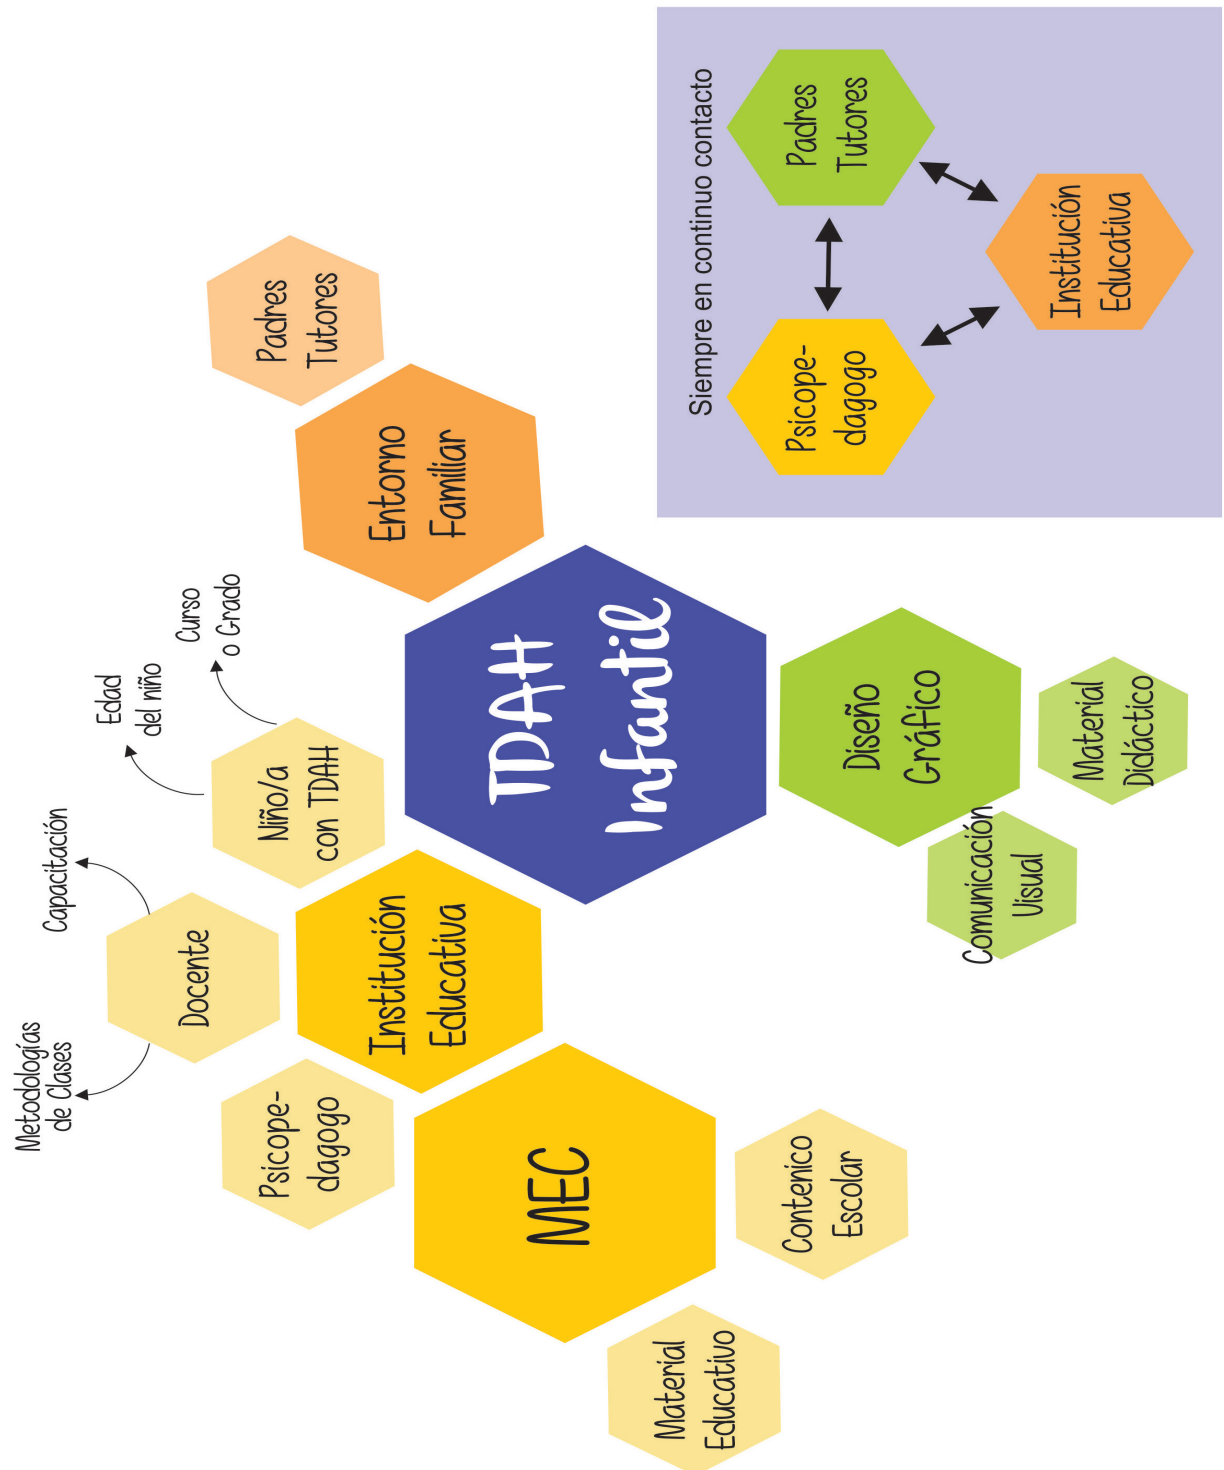 Metodologías
de Clases
Capacitación
Edad
del niño
Curso
o Grado
Docente
Psicope-
dagogo
Niño/a
con TDAH
Padres
Tutores
Institución
Educativa
Entorno
Familiar
MEC
TDAH
Infantil
Material
Educativo
Contenico
Escolar
Comunicación
Visual
Diseño
Gráfico
Material
Didáctico
Siempre en continuo contacto
Psicope-
dagogo
Padres
Tutores
Institución
Educativa